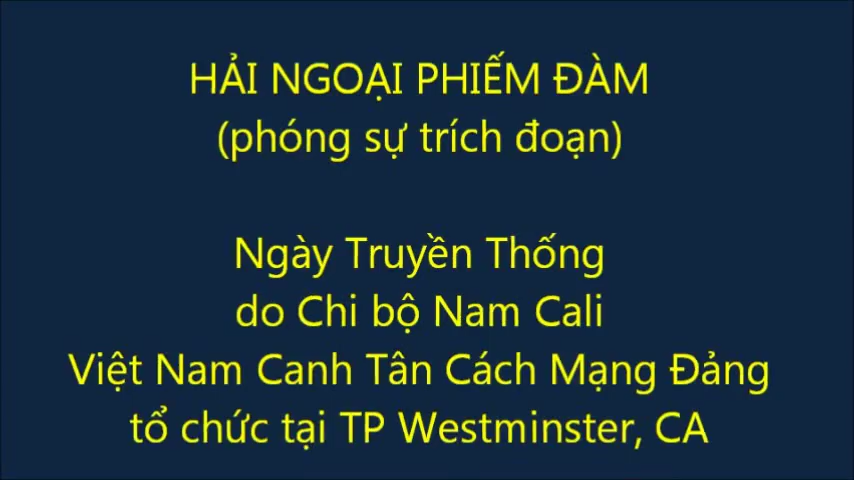 HẢI NGOẠI PHIẾM ĐÀM
(phóng sự trích đoạn)
Ngày Truyền Thống
do Chi bộ Nam Cali
Việt Nam Canh Tân Cách Mạng Đảng
tổ chức tại TP Westminster, CA